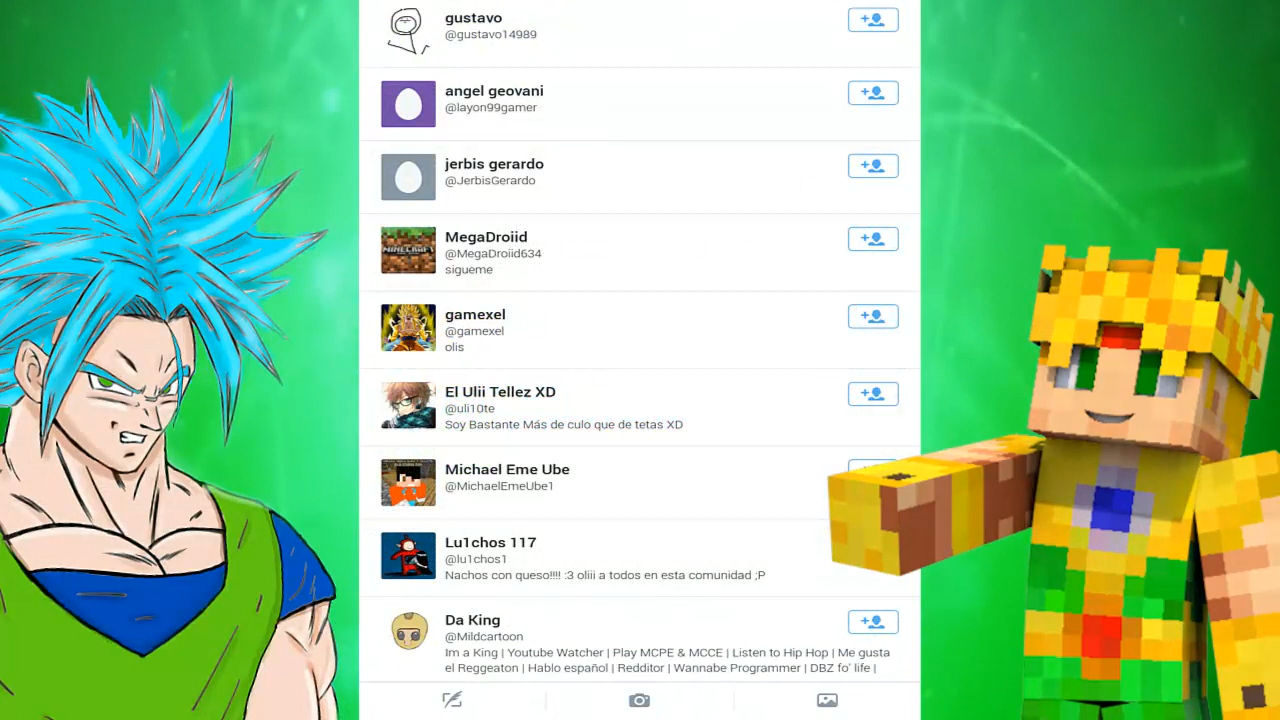 gustavo
@gustavo14989
angel geovani
@layon99gamer
jerbis gerardo
@JerbisGerardo
MINECRAFT
MegaDroiid
@MegaDroiid634
sigueme
gamexel
@gamexel
olis
El Ulii Tellez XD
@uli10te
Soy Bastante Más de culo que de tetas XD
Michael Eme Ube
@MichaelEmeUbe1
Lu1chos 117
@lu1chos1
Nachos con queso!!!! :3 oliii a todos en esta comunidad ;P
Da King
@Mildcartoon
Im a King | Youtube Watcher | Play MCPE & MCCE | Listen to Hip Hop | Me gusta
el Reggeaton | Hablo español | Redditor | Wannabe Programmer | DBZ fo' life |